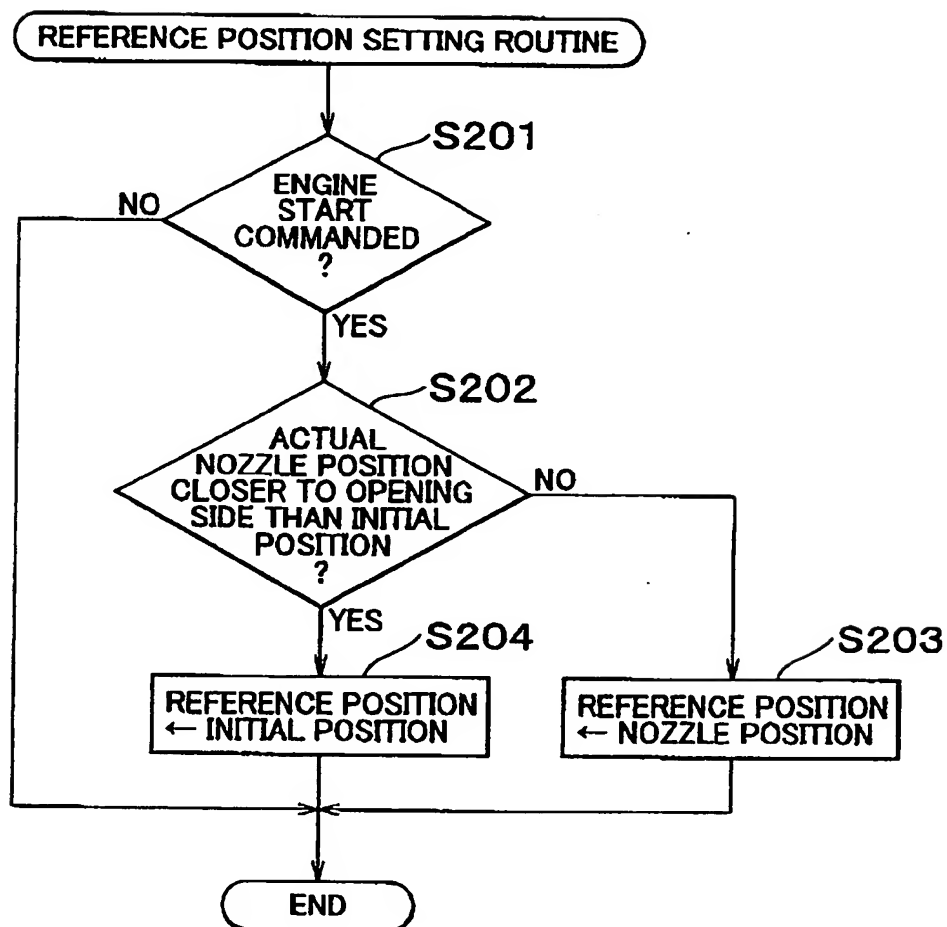 REFERENCE POSITION SETTING ROUTINE
S201
ENGINE
START
COMMANDED
?
NO
YES
S202
ACTUAL
NOZZLE POSITION
CLOSER TO OPENING
SIDE THAN INITIAL
POSITION
?
NO
YES
S204
REFERENCE POSITION
← INITIAL POSITION
S203
REFERENCE POSITION
← NOZZLE POSITION
END